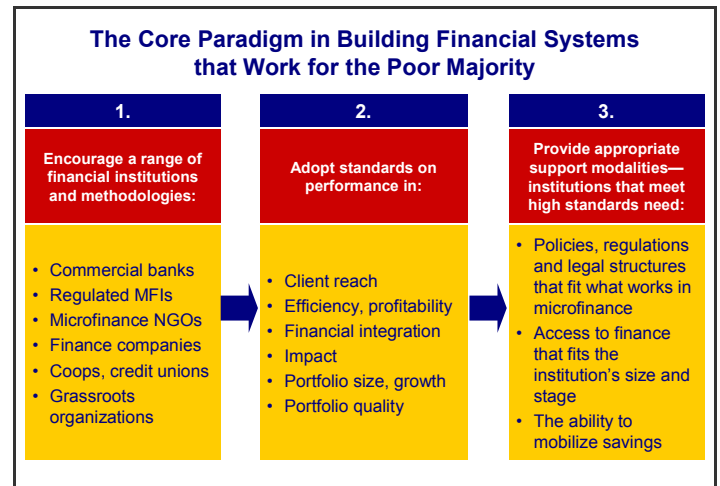 The Core Paradigm in Building Financial Systems
that Work for the Poor Majority
1.
Encourage a range of
financial institutions
and methodologies:
• Commercial banks
• Regulated MFIs
• Microfinance NGOs
• Finance companies
• Coops, credit unions
• Grassroots
organizations
2.
Adopt standards on
performance in:
• Client reach
• Efficiency, profitability
• Financial integration
• Impact
• Portfolio size, growth
• Portfolio quality
3.
Provide appropriate
support modalities—
institutions that meet
high standards need:
• Policies, regulations
and legal structures
that fit what works in
microfinance
• Access to finance
that fits the
institution’s size and
stage
• The ability to
mobilize savings